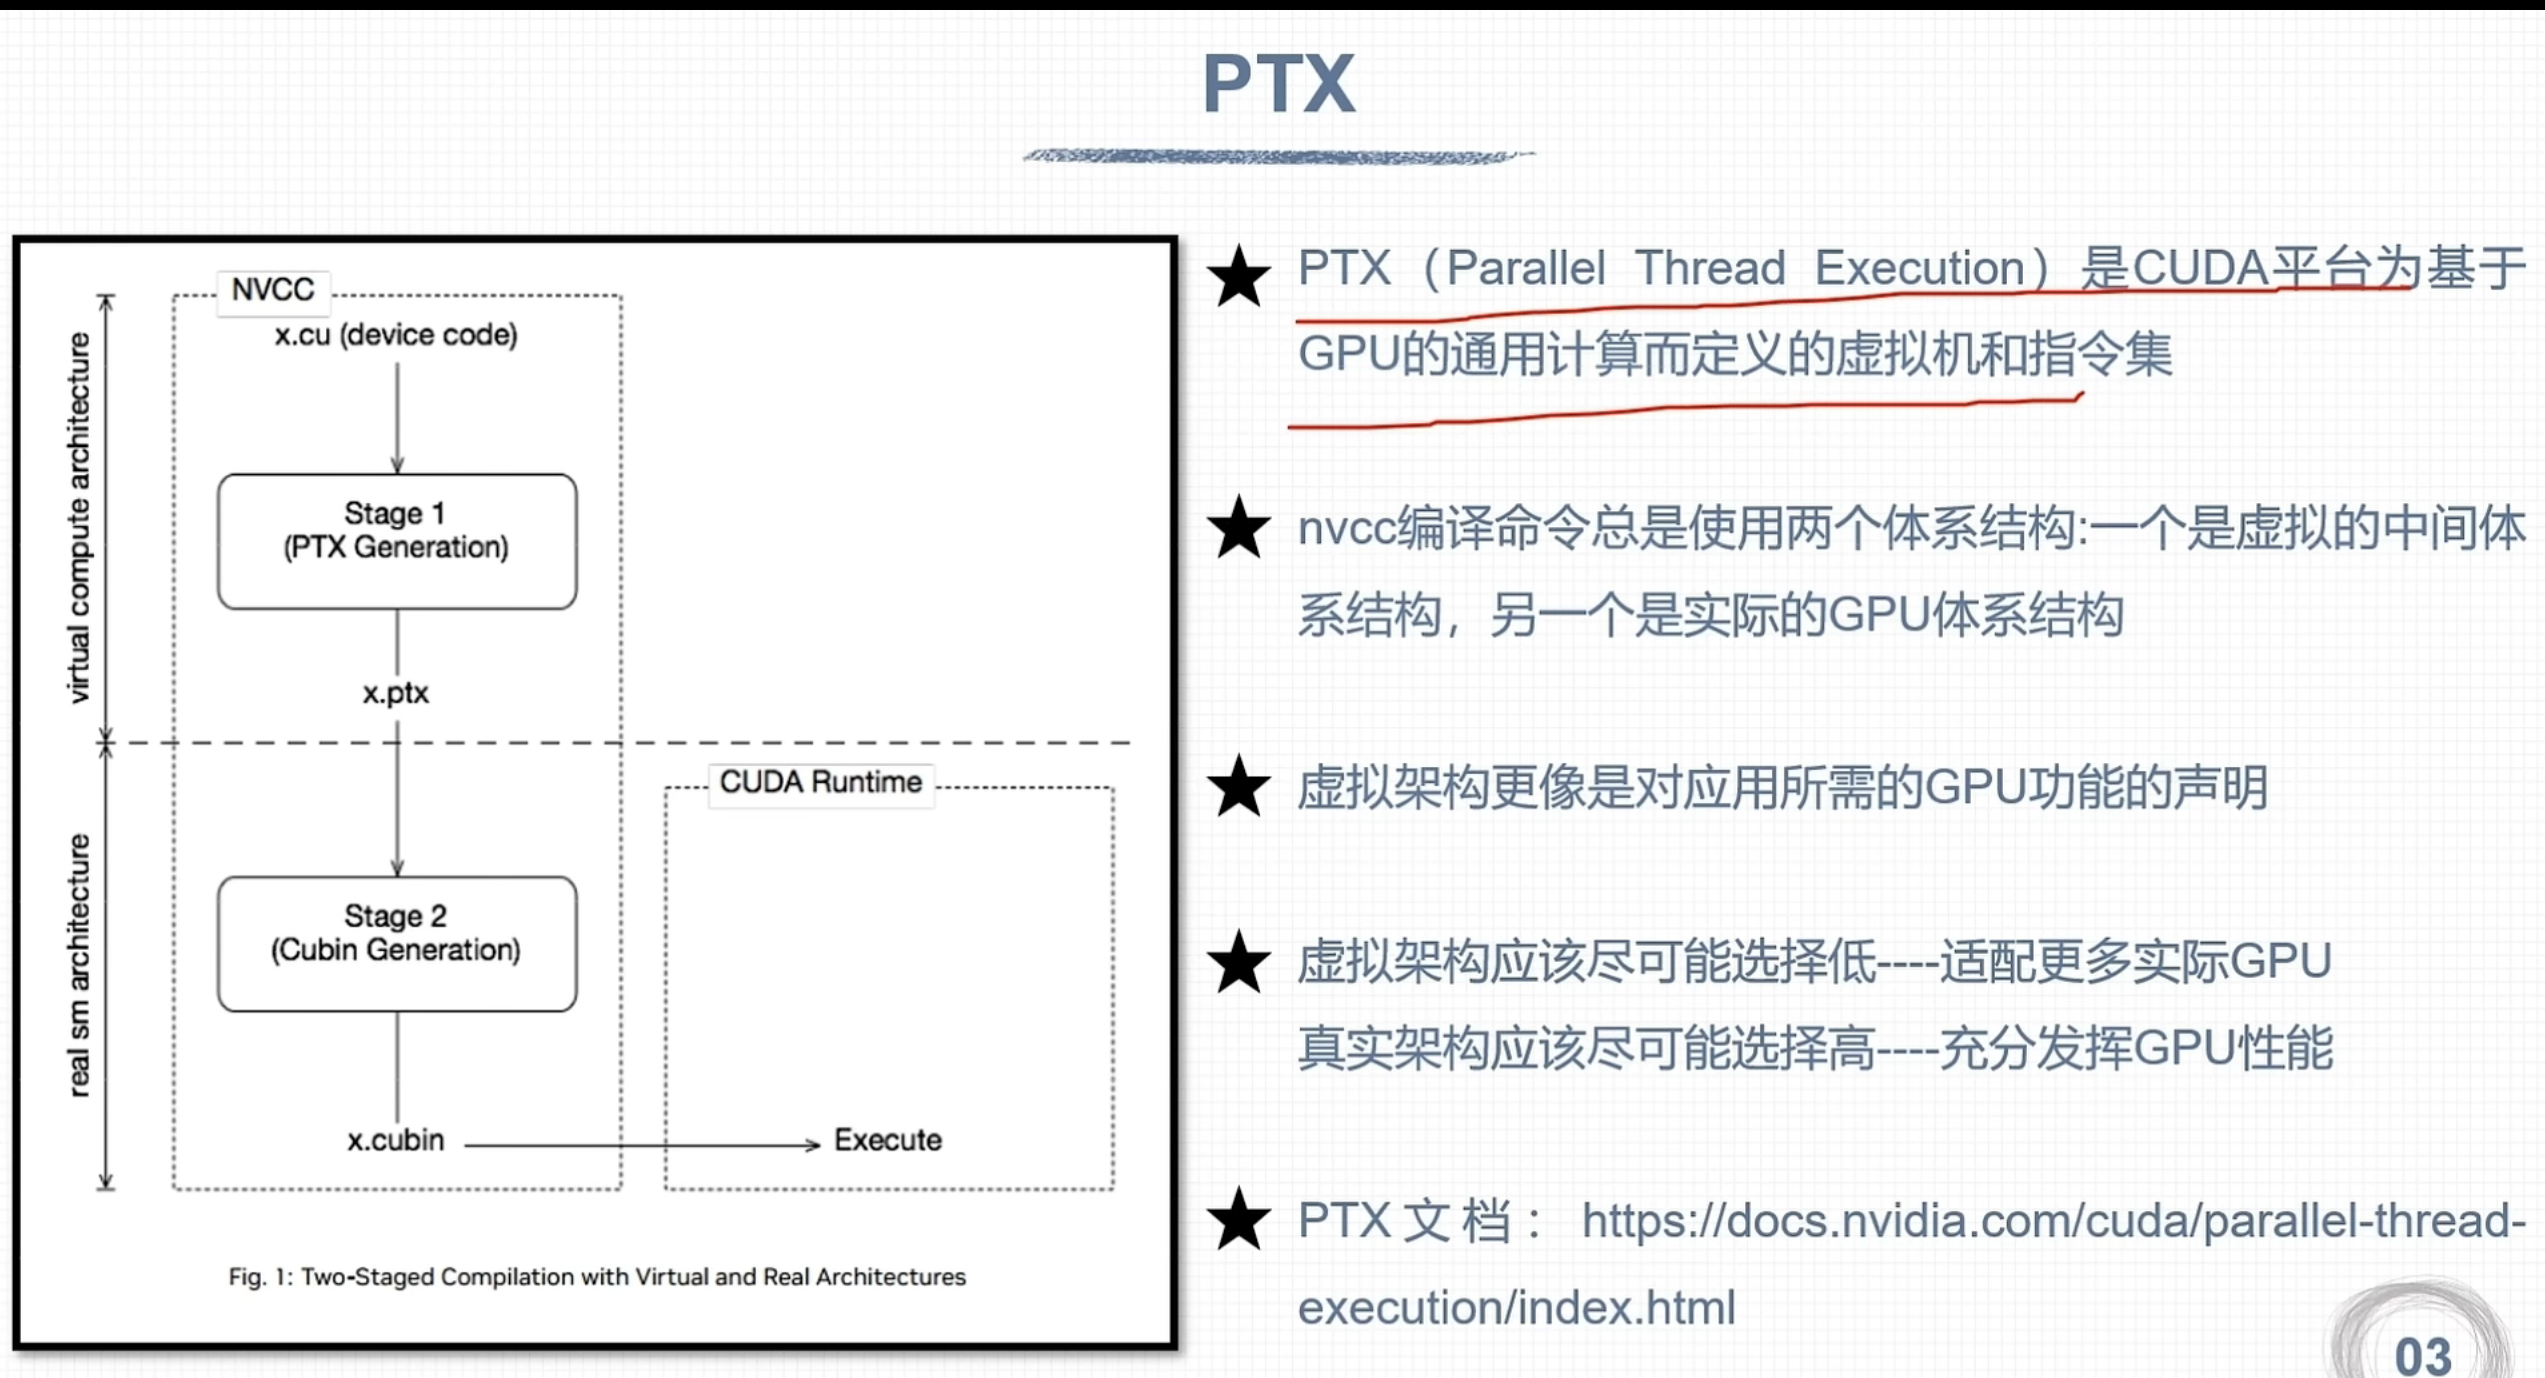 PTX
NVCC
x.cu (device code)
Stage 1
(PTX Generation)
x.ptx
virtual compute architecture
CUDA Runtime
Stage 2
(Cubin Generation)
x.cubin
Execute
real sm architecture
Fig. 1: Two-Staged Compilation with Virtual and Real Architectures
★ PTX（Parallel Thread Execution）是CUDA平台为基于
GPU的通用计算而定义的虚拟机和指令集
★ nvcc编译命令总是使用两个体系结构:一个是虚拟的中间体
系结构，另一个是实际的GPU体系结构
★ 虚拟架构更像是对应用所需的GPU功能的声明
★ 虚拟架构应该尽可能选择低----适配更多实际GPU
真实架构应该尽可能选择高----充分发挥GPU性能
★ PTX文档： https://docs.nvidia.com/cuda/parallel-thread-
execution/index.html
03